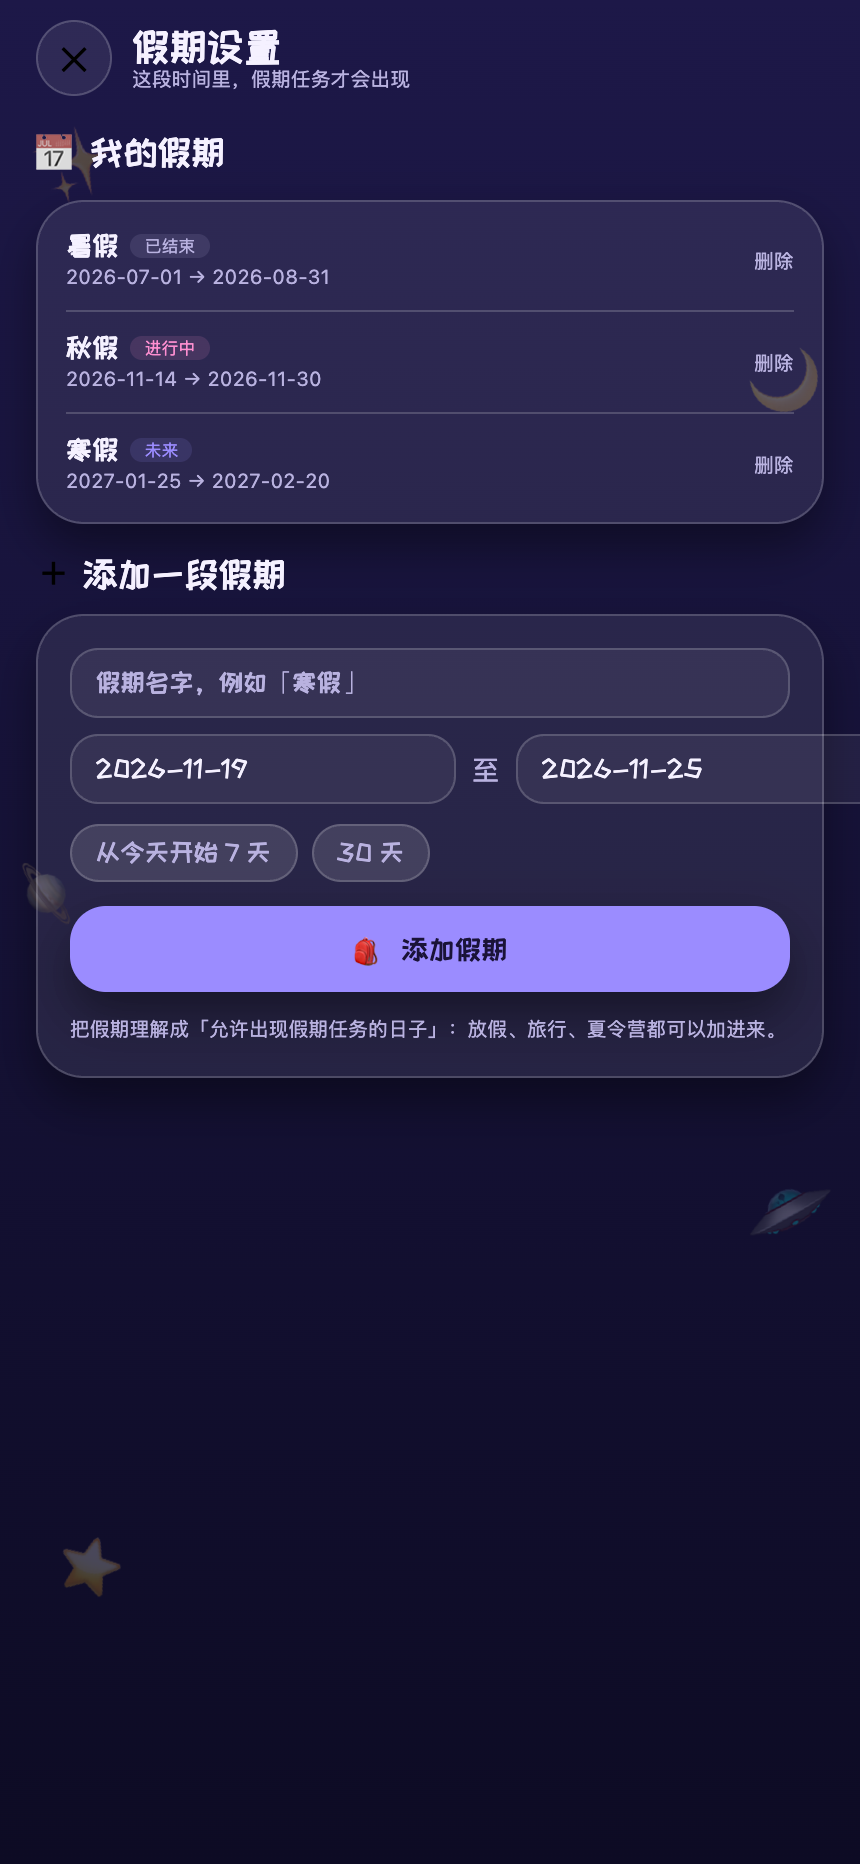 假期设置
这段时间里，假期任务才会出现
JUL 17 我的假期
暑假 已结束
2026-07-01 → 2026-08-31
删除
秋假 进行中
2026-11-14 → 2026-11-30
删除
寒假 未来
2027-01-25 → 2027-02-20
删除
+ 添加一段假期
假期名字，例如「寒假」
2026-11-19 至 2026-11-25
从今天开始 7 天 30 天
添加假期
把假期理解成「允许出现假期任务的日子」：放假、旅行、夏令营都可以加进来。